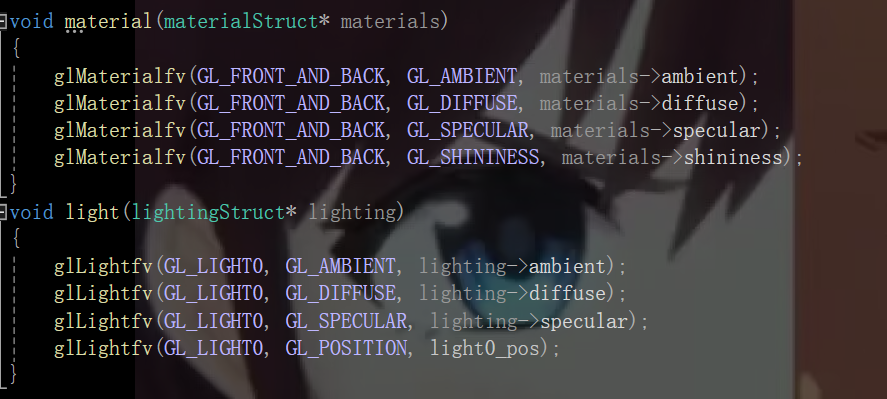 void material(materialStruct* materials)
{
glMaterialfv(GL_FRONT_AND_BACK, GL_AMBIENT, materials->ambient);
glMaterialfv(GL_FRONT_AND_BACK, GL_DIFFUSE, materials->diffuse);
glMaterialfv(GL_FRONT_AND_BACK, GL_SPECULAR, materials->specular);
glMaterialfv(GL_FRONT_AND_BACK, GL_SHININESS, materials->shininess);
}
void light(lightingStruct* lighting)
{
glLightfv(GL_LIGHT0, GL_AMBIENT, lighting->ambient);
glLightfv(GL_LIGHT0, GL_DIFFUSE, lighting->diffuse);
glLightfv(GL_LIGHT0, GL_SPECULAR, lighting->specular);
glLightfv(GL_LIGHT0, GL_POSITION, light0_pos);
}